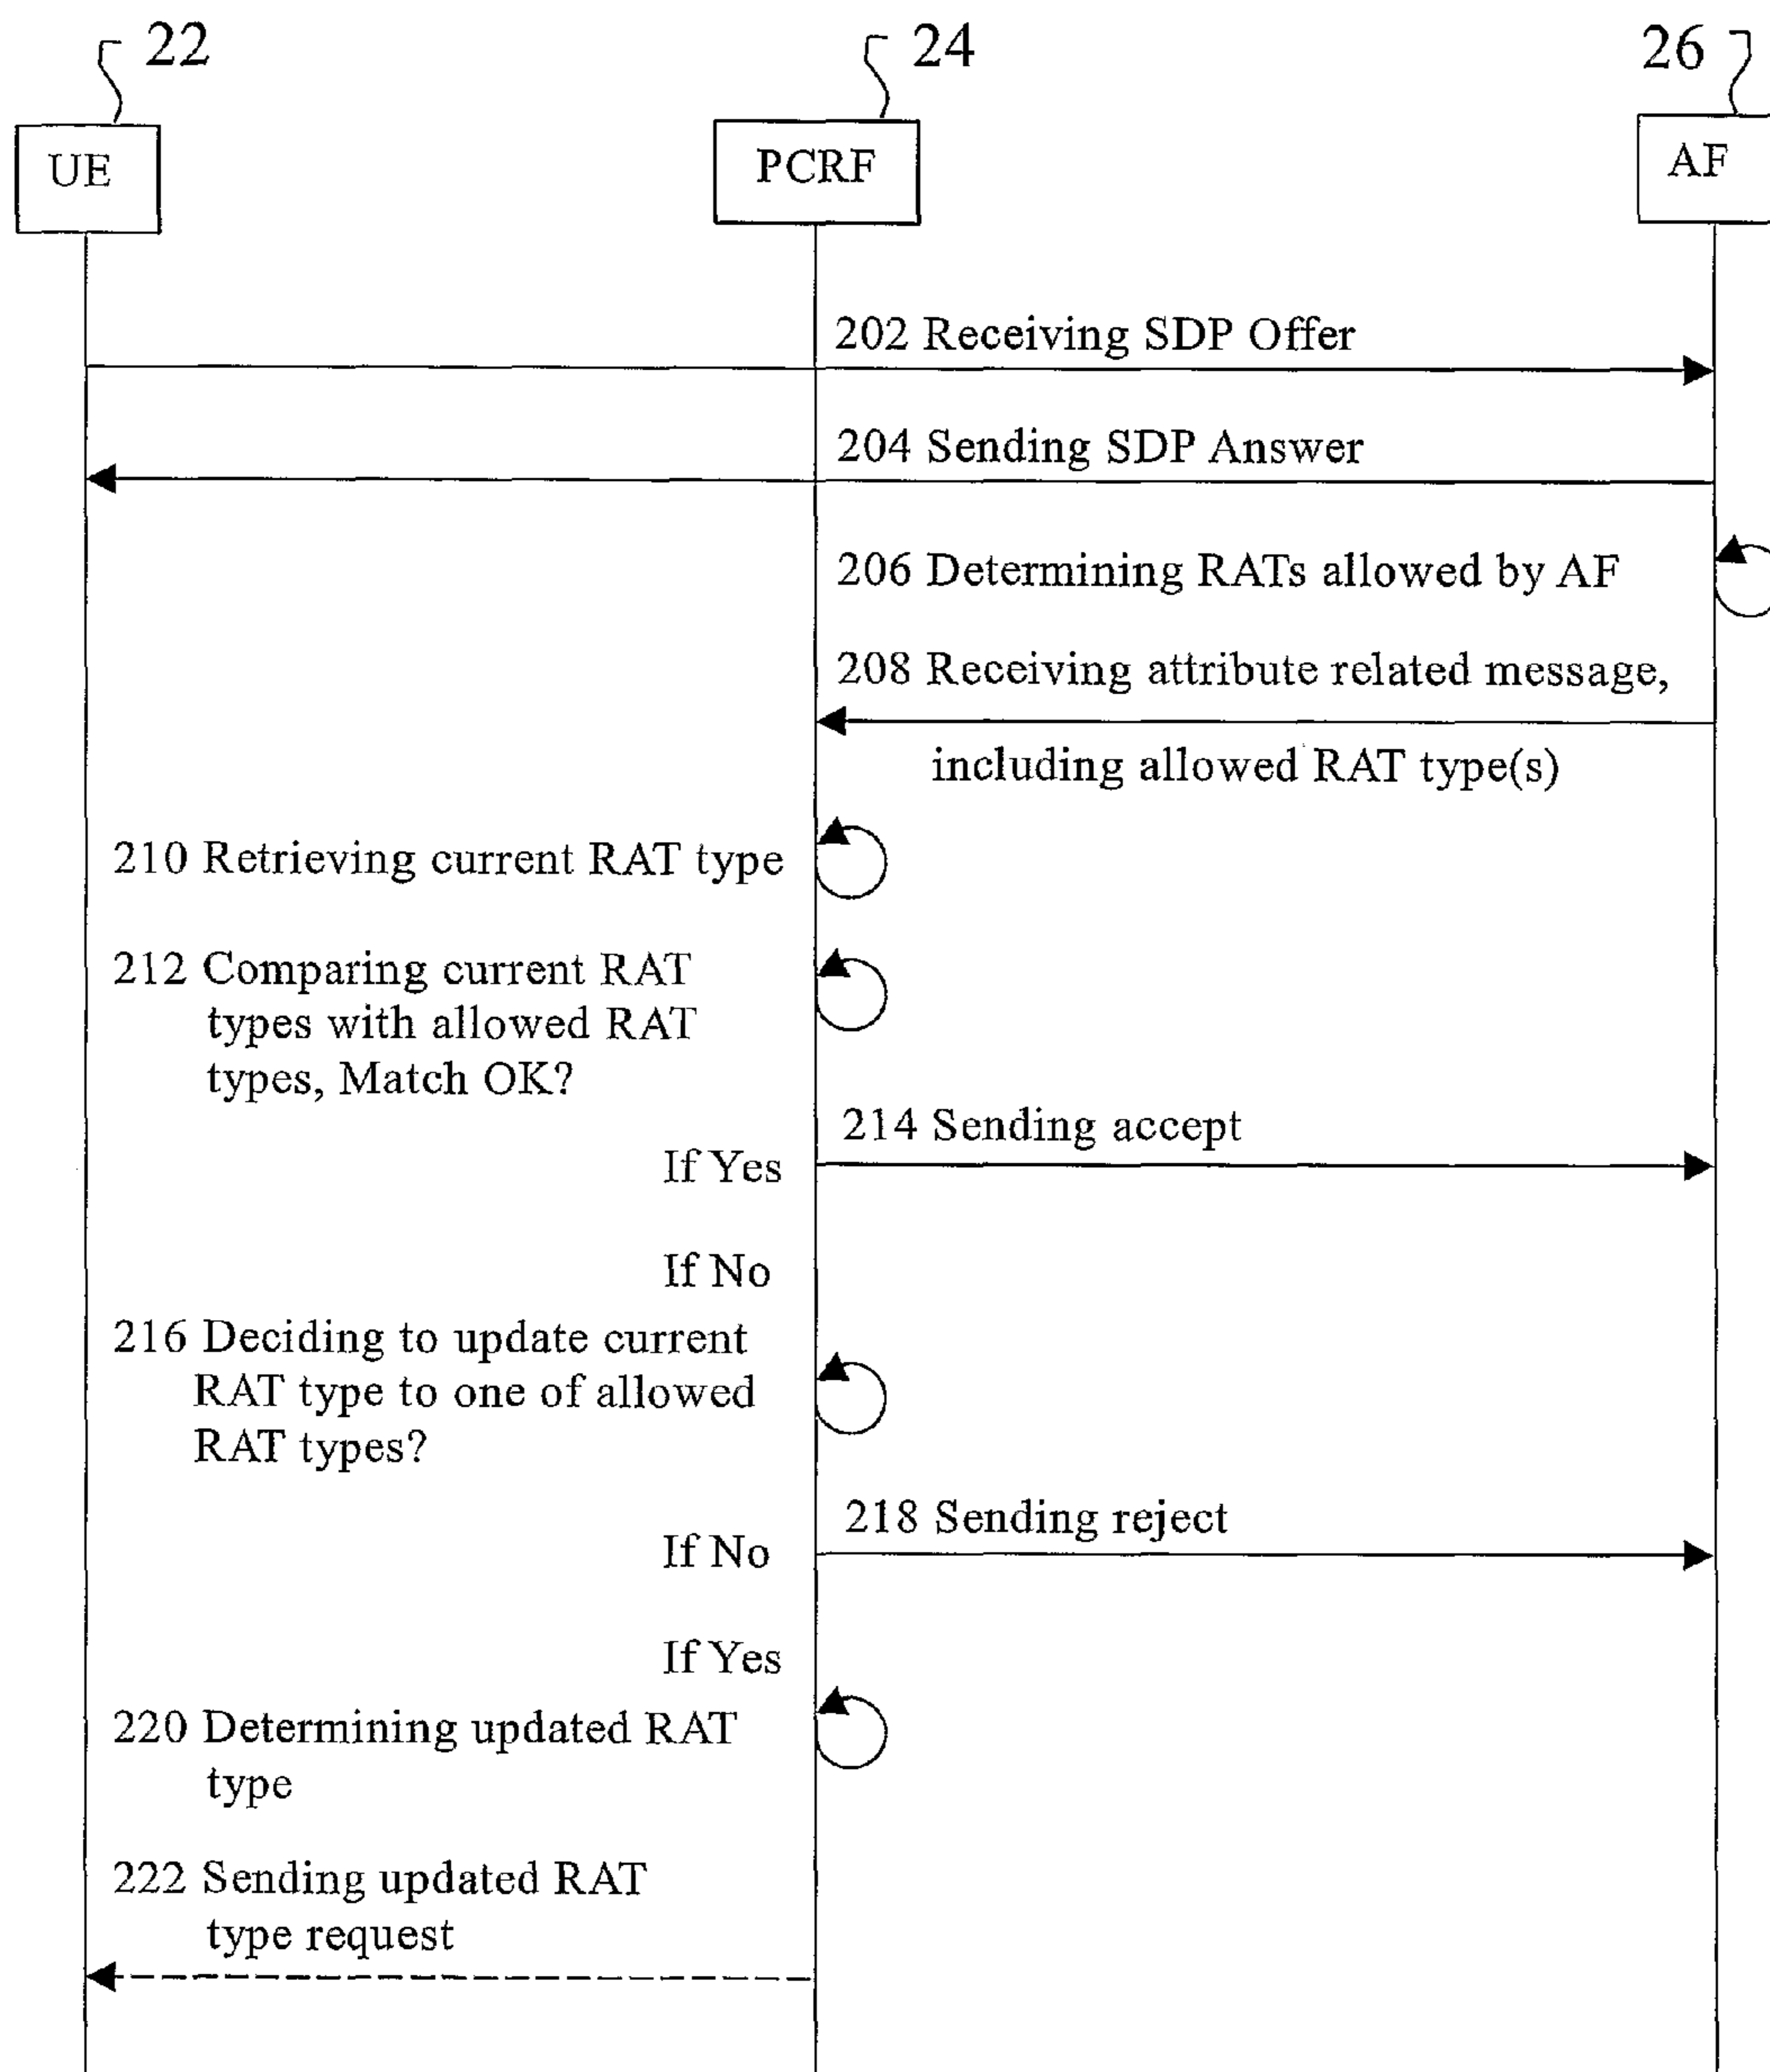 22
24
26
UE
PCRF
AF
202 Receiving SDP Offer
204 Sending SDP Answer
206 Determining RATs allowed by AF
208 Receiving attribute related message,
including allowed RAT type(s)
210 Retrieving current RAT type
212 Comparing current RAT
types with allowed RAT
types, Match OK?
214 Sending accept
If Yes
If No
216 Deciding to update current
RAT type to one of allowed
RAT types?
218 Sending reject
If No
If Yes
220 Determining updated RAT
type
222 Sending updated RAT
type request